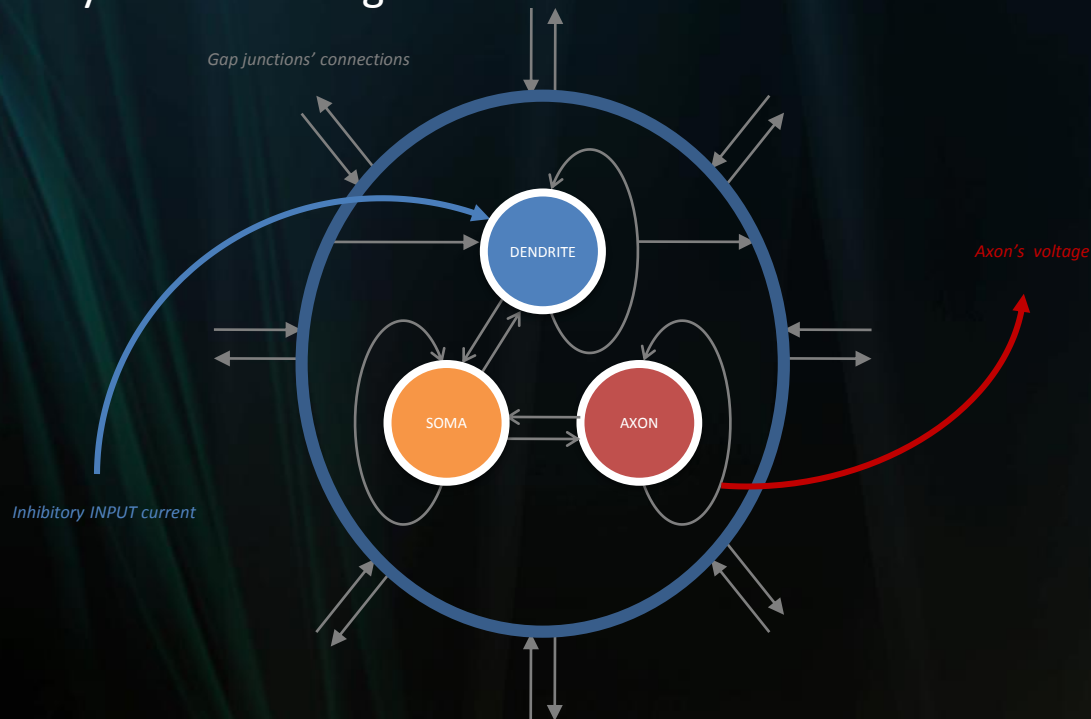 Gap junctions' connections
DENDRITE
Axon's voltage
SOMA
AXON
Inhibitory INPUT current